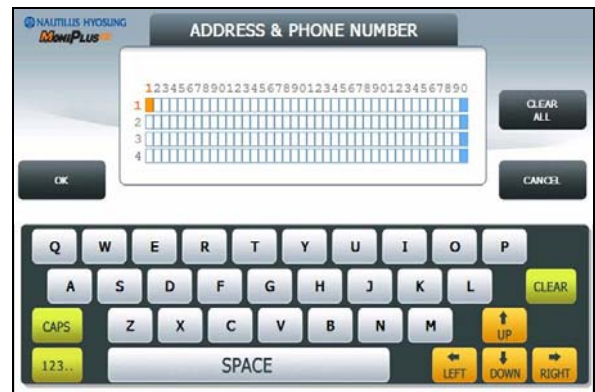 NAUTILUS HYOSUNG
MoniPlus
ADDRESS & PHONE NUMBER
1234567890123456789012345678901234567890
1
2
3
4
CLEAR
ALL
OK
CANCEL
Q W E R T Y U I O P
A S D F G H J K L CLEAR
CAPS Z X C V B N M UP
123.. SPACE LEFT DOWN RIGHT